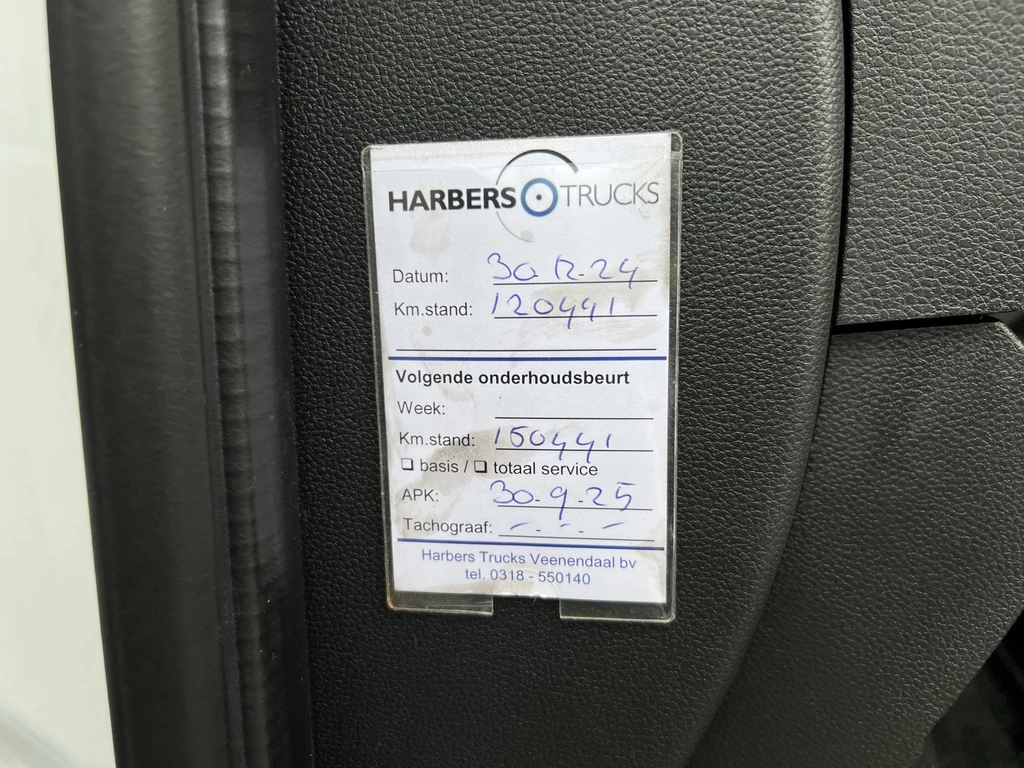 HARBERS TRUCKS
Datum: 30-12-24
Km.stand: 120441
Volgende onderhoudsbeurt
Week:
Km.stand: 160441
❑ basis / ❑ totaal service
APK: 30-9-25
Tachograaf: - - - -
Harbers Trucks Veenendaal bv
tel. 0318 - 550140